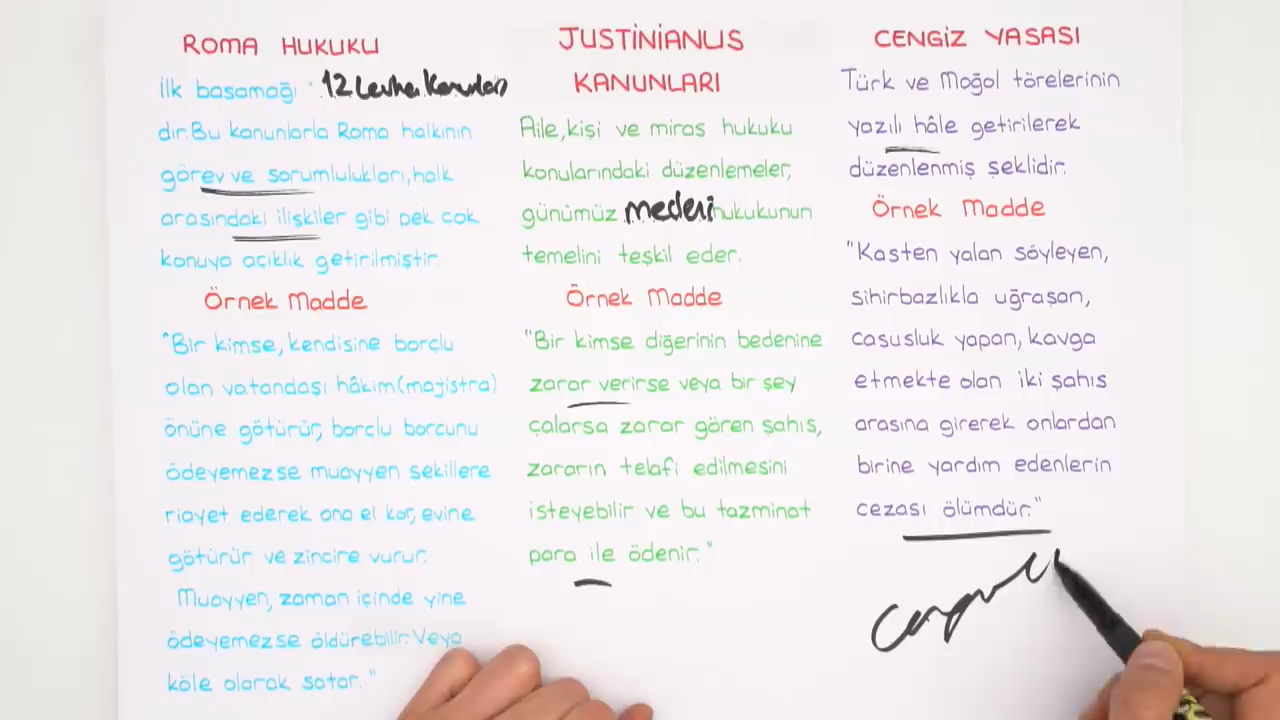 ROMA HUKUKU
İlk basamağı 12 Levha Kanunları
dır. Bu kanunlarla Roma halkının
görev ve sorumlulukları, halk
arasındaki ilişkiler gibi pek çok
konuya açıklık getirilmiştir.
Örnek Madde
"Bir kimse, kendisine borçlu
olan vatandaşı hâkim (majistra)
önüne götürür, borçlu borcunu
ödeyemezse muayyen şekillere
riayet ederek ona el kor, evine
götürür ve zincire vurur.
Muayyen, zaman içinde yine
ödeyemezse öldürebilir. Veya
köle olarak satar."
JUSTİNİANUS
KANUNLARI
Aile, kişi ve miras hukuku
konularındaki düzenlemeler,
günümüz medeni hukukunun
temelini teşkil eder.
Örnek Madde
"Bir kimse diğerinin bedenine
zarar verirse veya bir şey
çalarsa zarar gören şahıs,
zararın telafi edilmesini
isteyebilir ve bu tazminat
para ile ödenir."
CENGİZ YASASI
Türk ve Moğol törelerinin
yazılı hâle getirilerek
düzenlenmiş şeklidir.
Örnek Madde
"Kasten yalan söyleyen,
sihirbazlıkla uğraşan,
casusluk yapan, kavga
etmekte olan iki şahıs
arasına girerek onlardan
birine yardım edenlerin
cezası ölümdür."